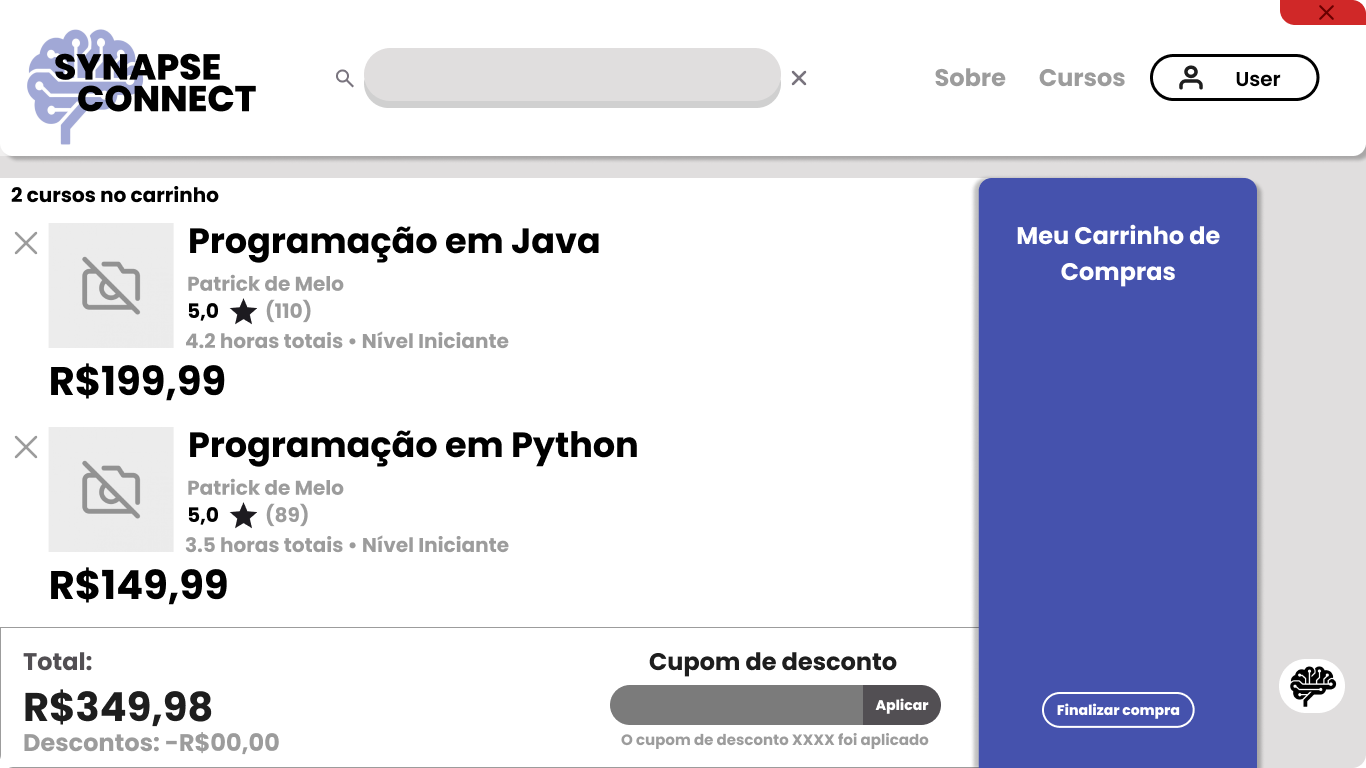 SYNAPSE
CONNECT
Sobre
Cursos
User
2 cursos no carrinho
Programação em Java
Patrick de Melo
5,0 (110)
4.2 horas totais • Nível Iniciante
R$199,99
Programação em Python
Patrick de Melo
5,0 (89)
3.5 horas totais • Nível Iniciante
R$149,99
Total:
R$349,98
Descontos: -R$00,00
Cupom de desconto
Aplicar
O cupom de desconto XXXX foi aplicado
Meu Carrinho de
Compras
Finalizar compra